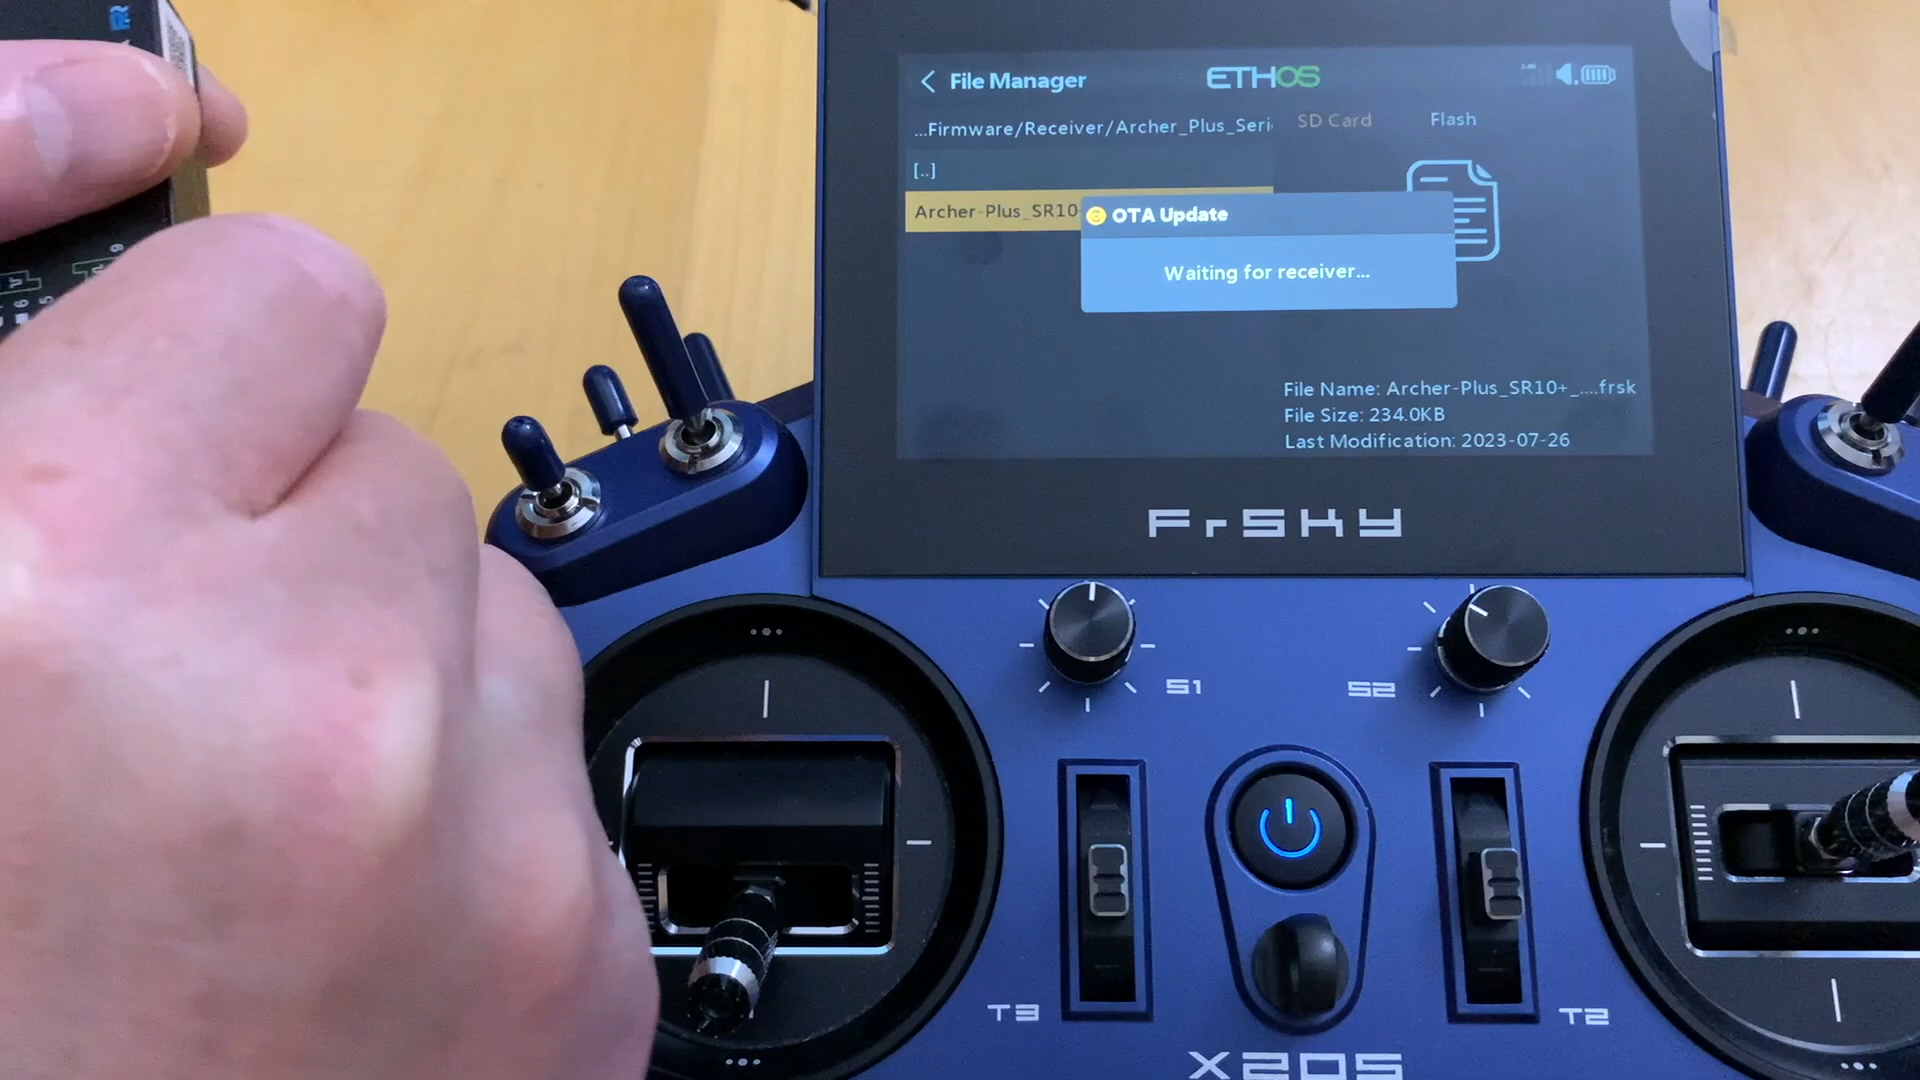 File Manager
ETHOS
...Firmware/Receiver/Archer_Plus_Seri
SD Card
Flash
[..]
Archer-Plus_SR10
OTA Update
Waiting for receiver...
File Name: Archer-Plus_SR10+_....frsk
File Size: 234.0KB
Last Modification: 2023-07-26
FrSKY
S1
S2
T3
T2
X20S